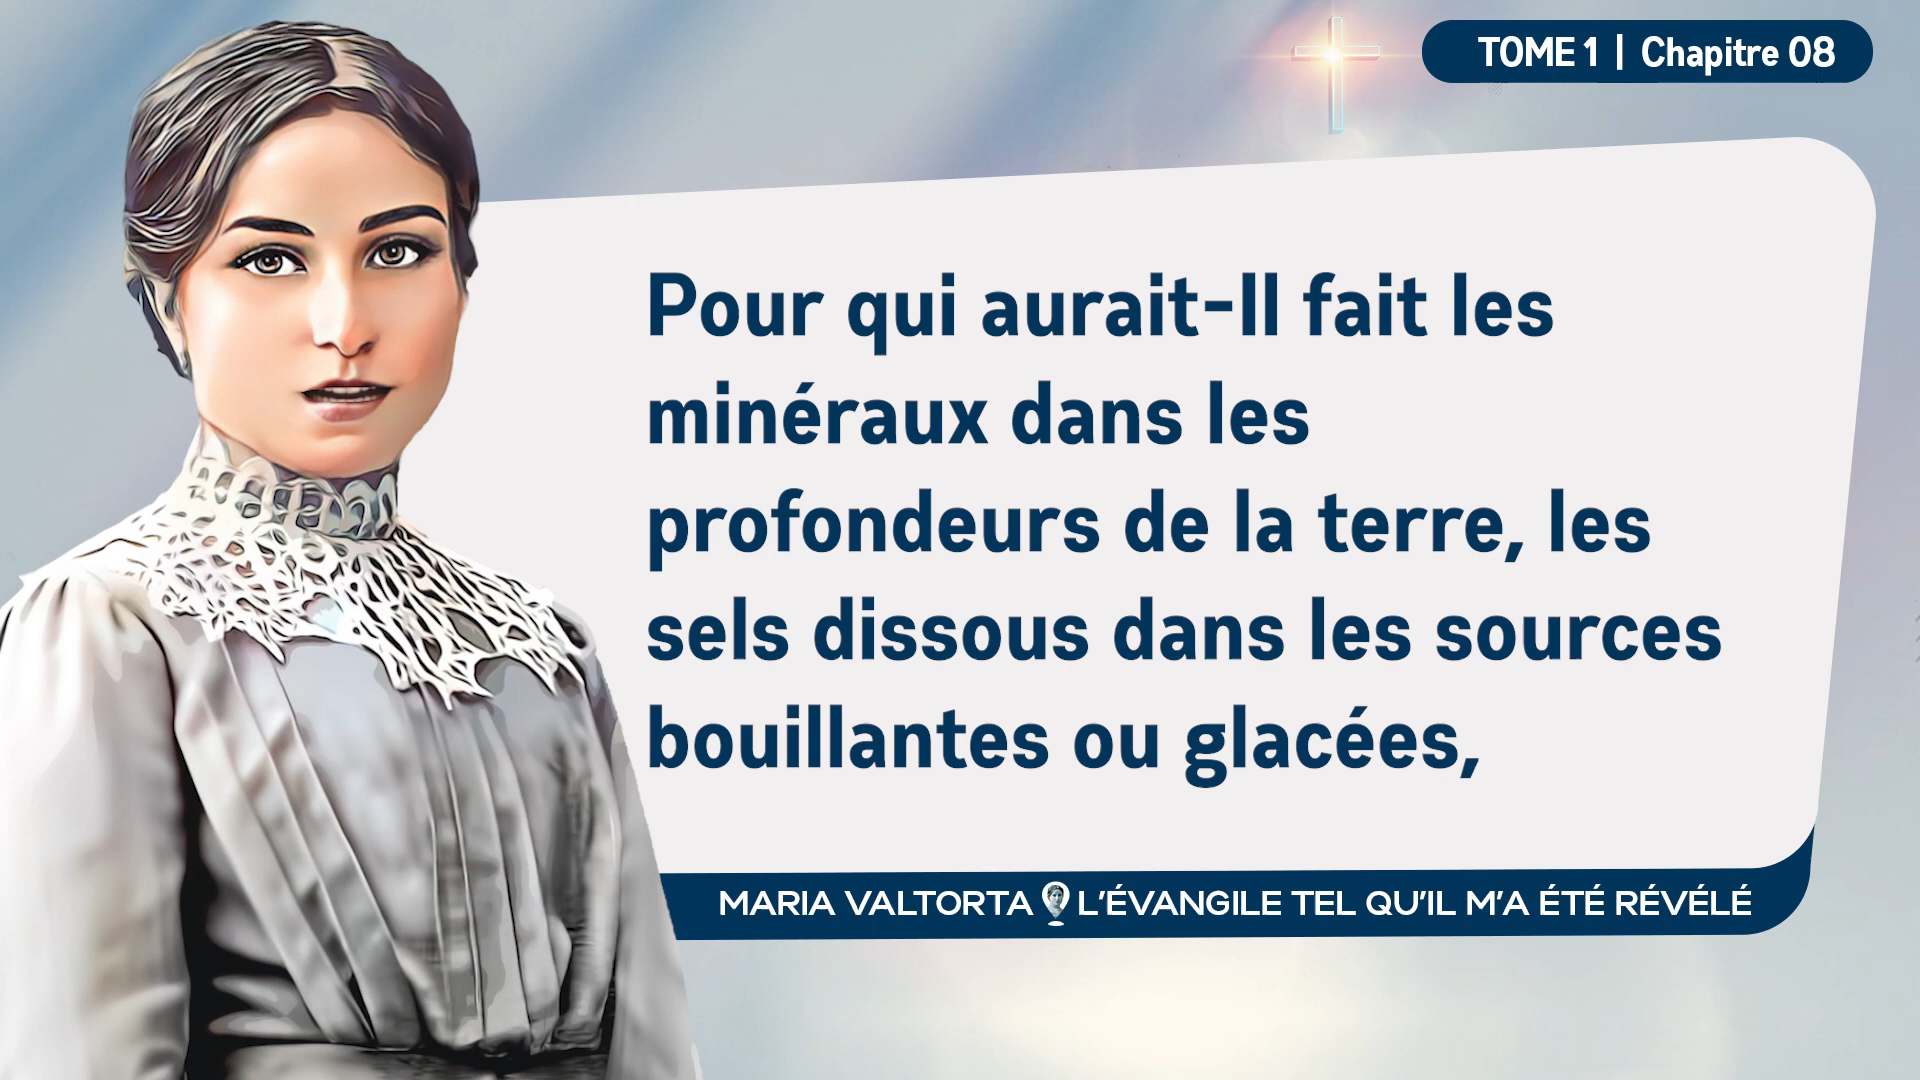 TOME 1 | Chapitre 08
Pour qui aurait-Il fait les
minéraux dans les
profondeurs de la terre, les
sels dissous dans les sources
bouillantes ou glacées,
MARIA VALTORTA L'ÉVANGILE TEL QU'IL M'A ÉTÉ RÉVÉLÉ